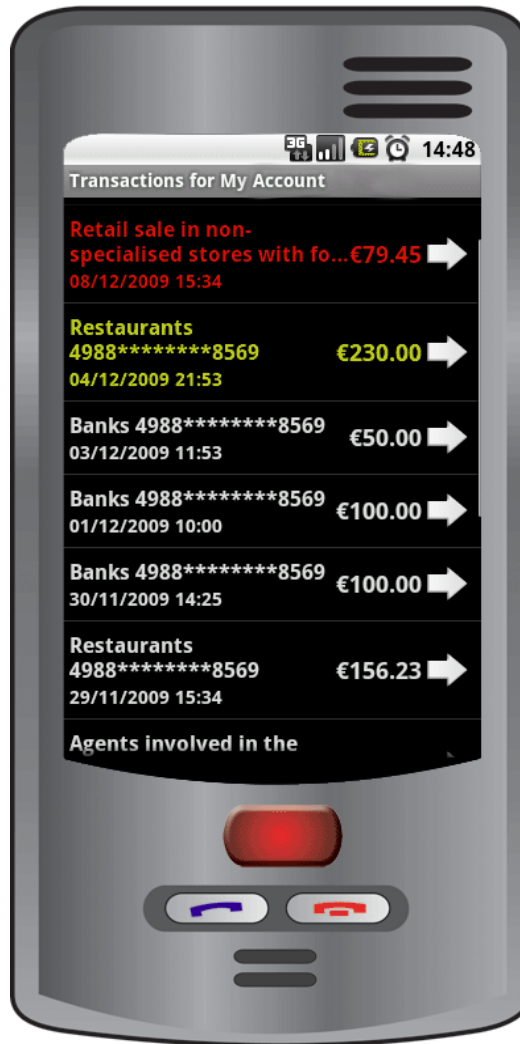 3G 14:48
Transactions for My Account
Retail sale in non-
specialised stores with fo...€79.45
08/12/2009 15:34
Restaurants
4988********8569 €230.00
04/12/2009 21:53
Banks 4988********8569 €50.00
03/12/2009 11:53
Banks 4988********8569 €100.00
01/12/2009 10:00
Banks 4988********8569 €100.00
30/11/2009 14:25
Restaurants
4988********8569 €156.23
29/11/2009 15:34
Agents involved in the